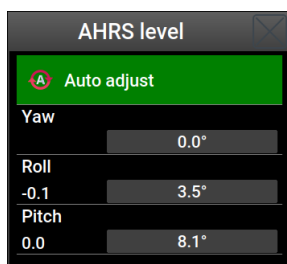 AHRS level
A Auto adjust
Yaw
0.0°
Roll
-0.1 3.5°
Pitch
0.0 8.1°